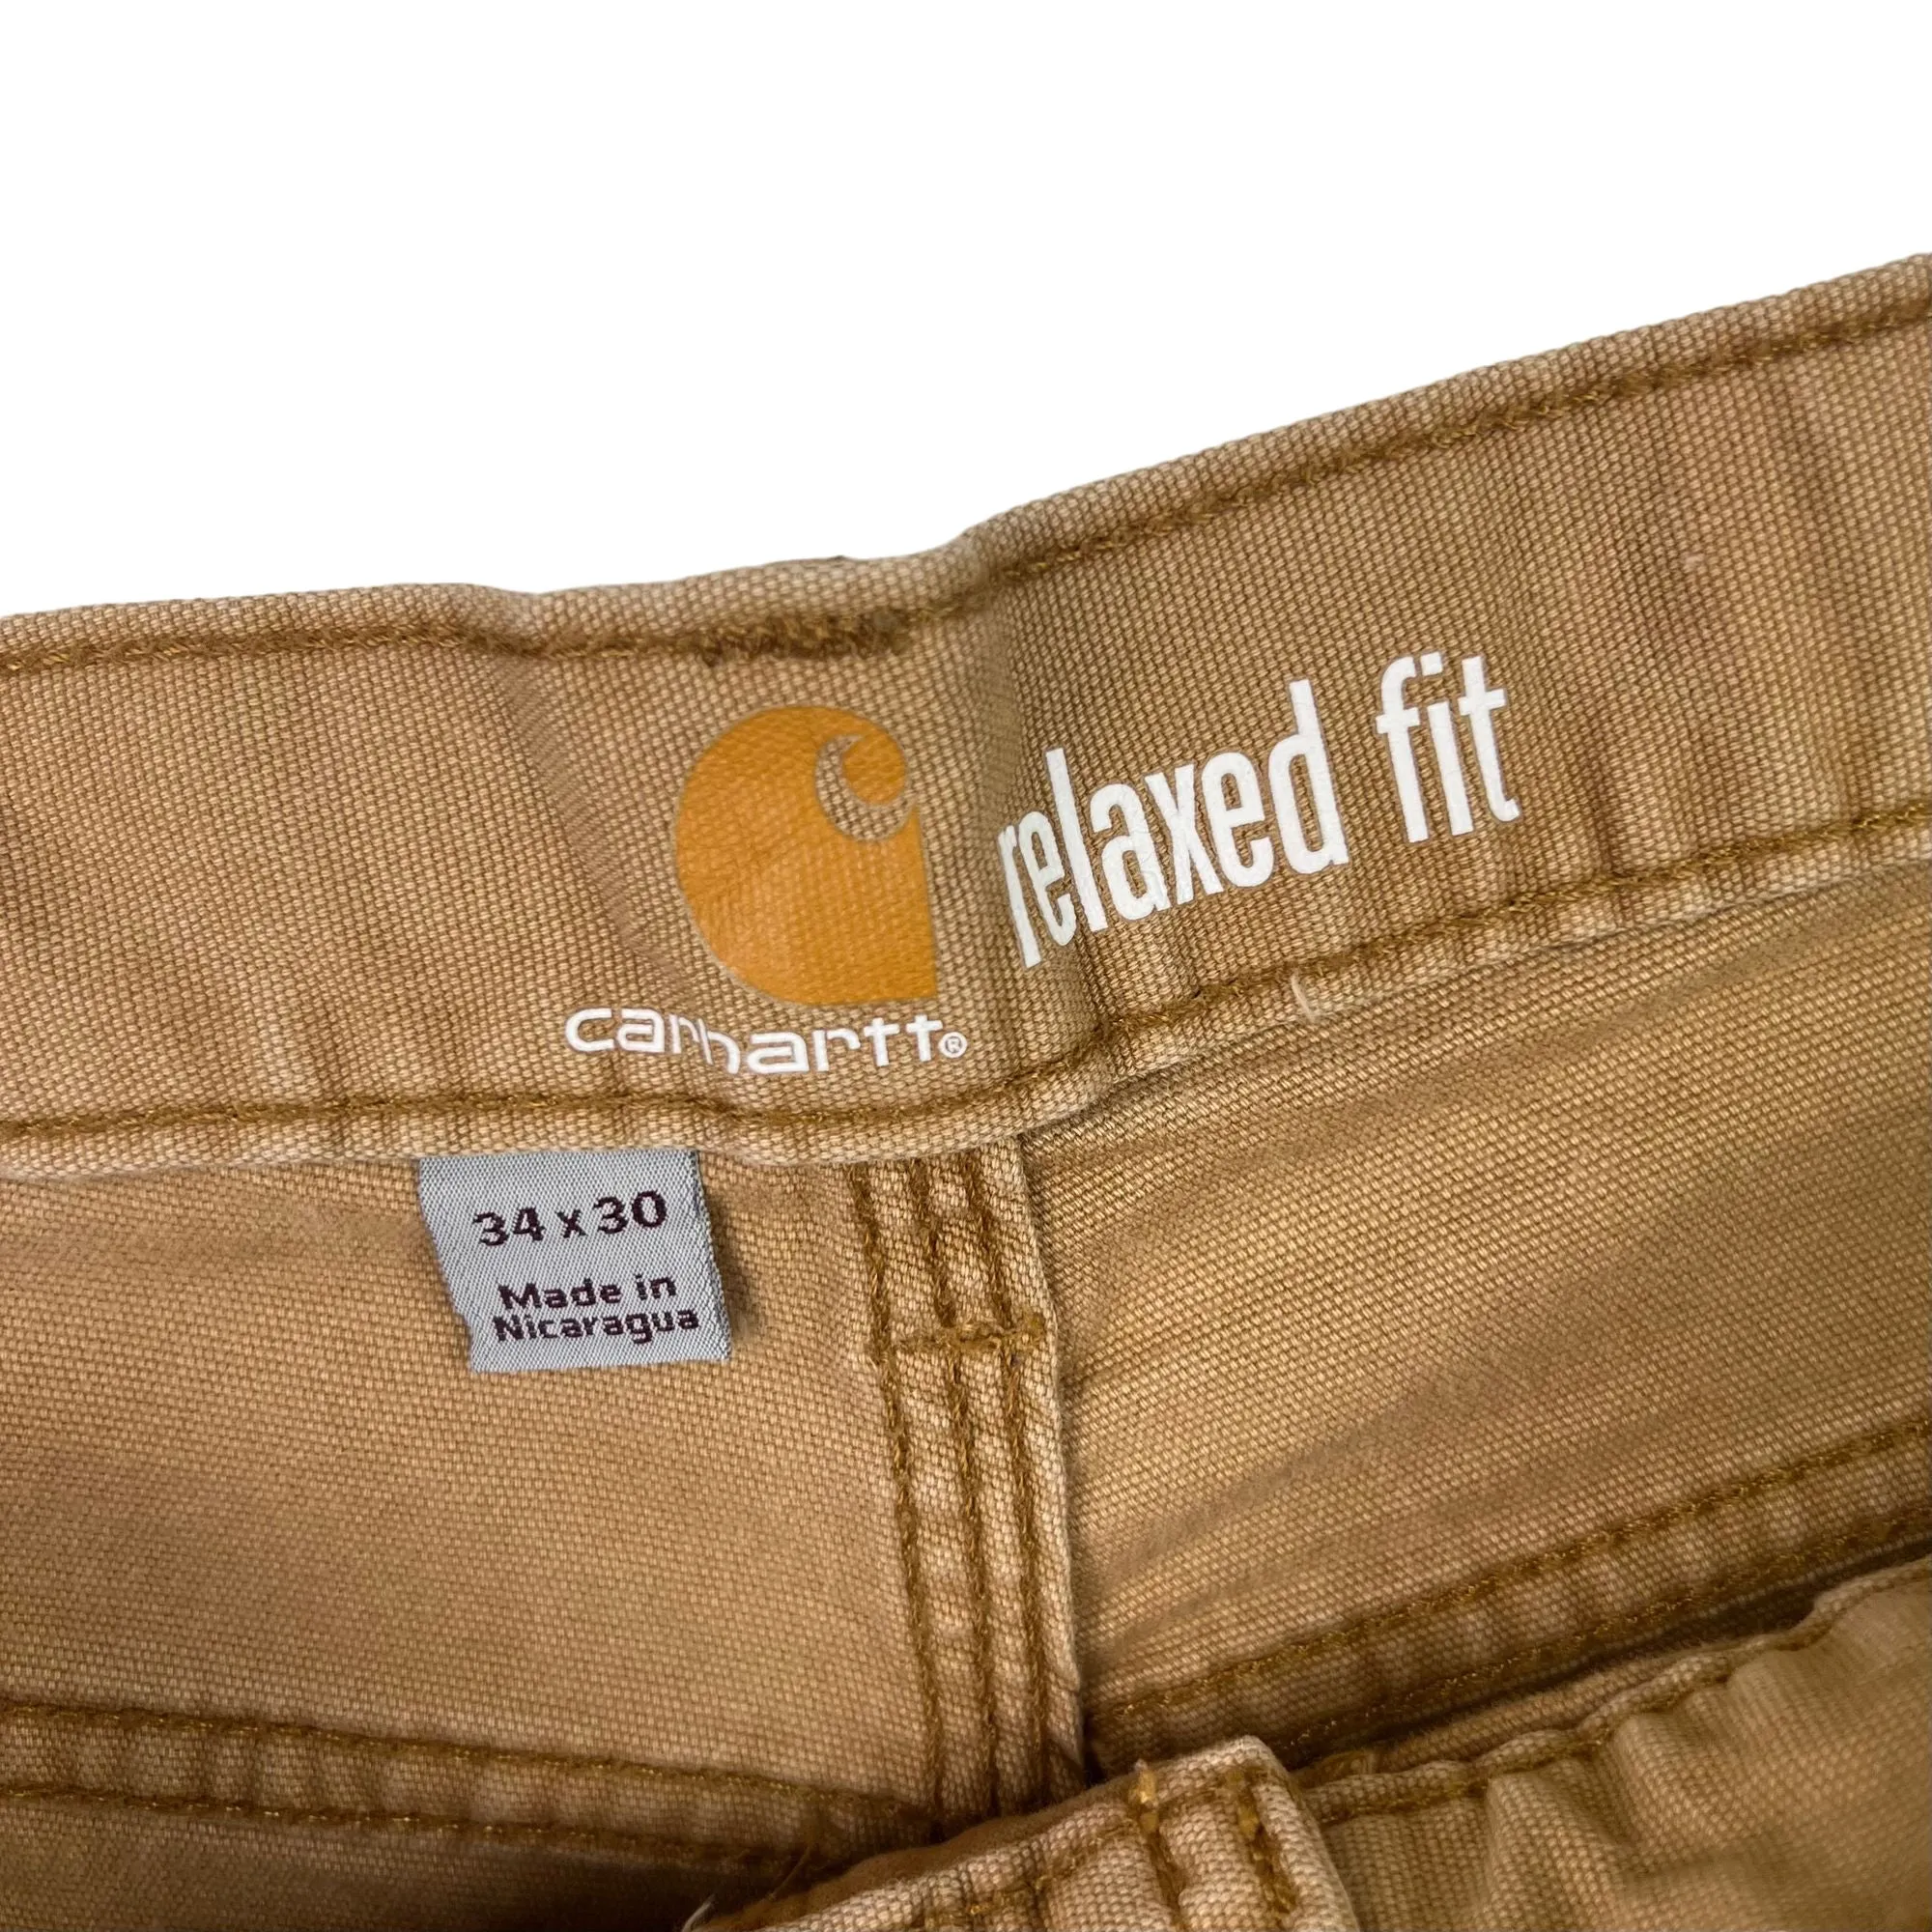 relaxed fit
carhartt®
34 x 30
Made in
Nicaragua